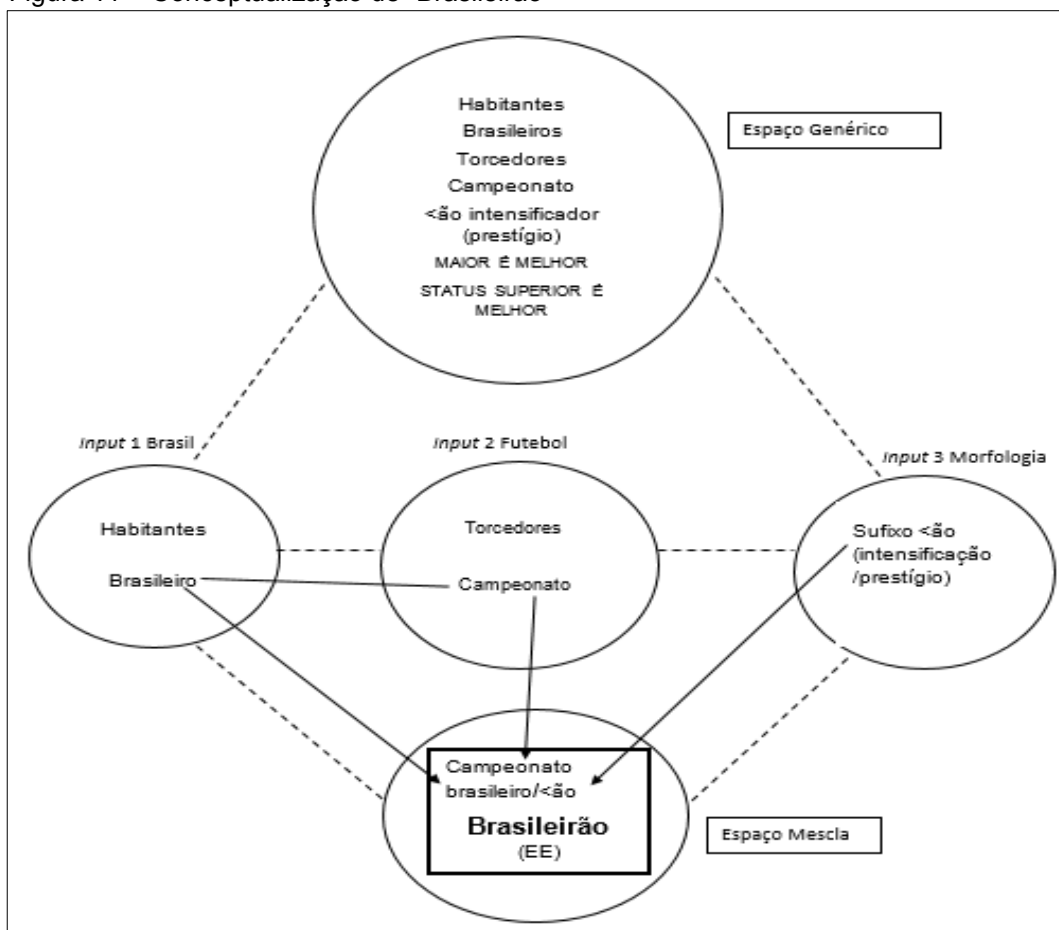 Figura 11 – Conceptualização de "Brasileirão"
Habitantes
Brasileiros
Torcedores
Campeonato
<ão intensificador
(prestígio)
MAIOR É MELHOR
STATUS SUPERIOR É
MELHOR
Espaço Genérico
Input 1 Brasil
Input 2 Futebol
Input 3 Morfologia
Habitantes
Brasileiro
Torcedores
Campeonato
Sufixo <ão
(intensificação
/prestígio)
Campeonato
brasileiro/<ão
Brasileirão
(EE)
Espaço Mescla